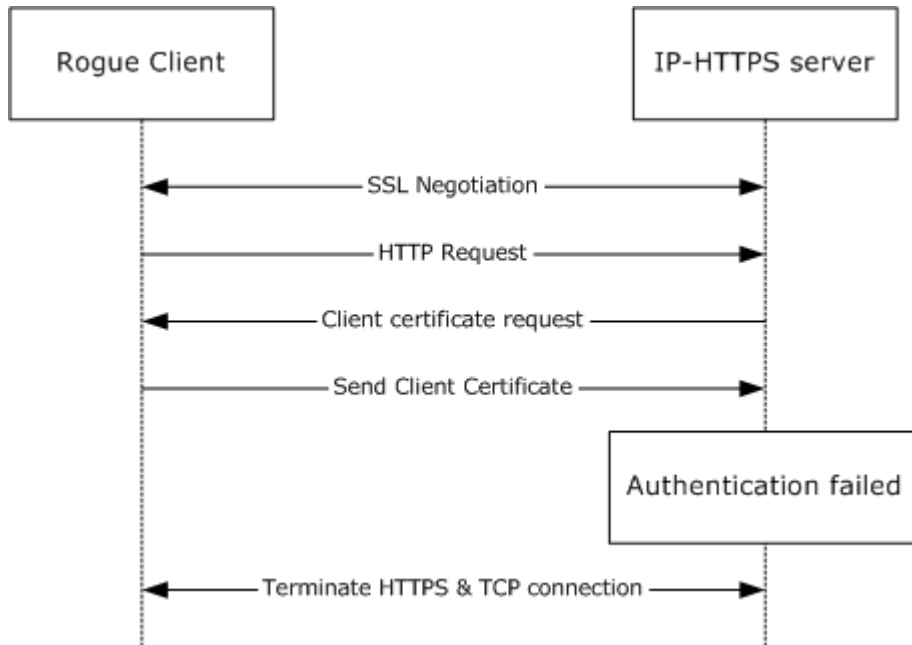 Rogue Client
IP-HTTPS server
SSL Negotiation
HTTP Request
Client certificate request
Send Client Certificate
Authentication failed
Terminate HTTPS & TCP connection